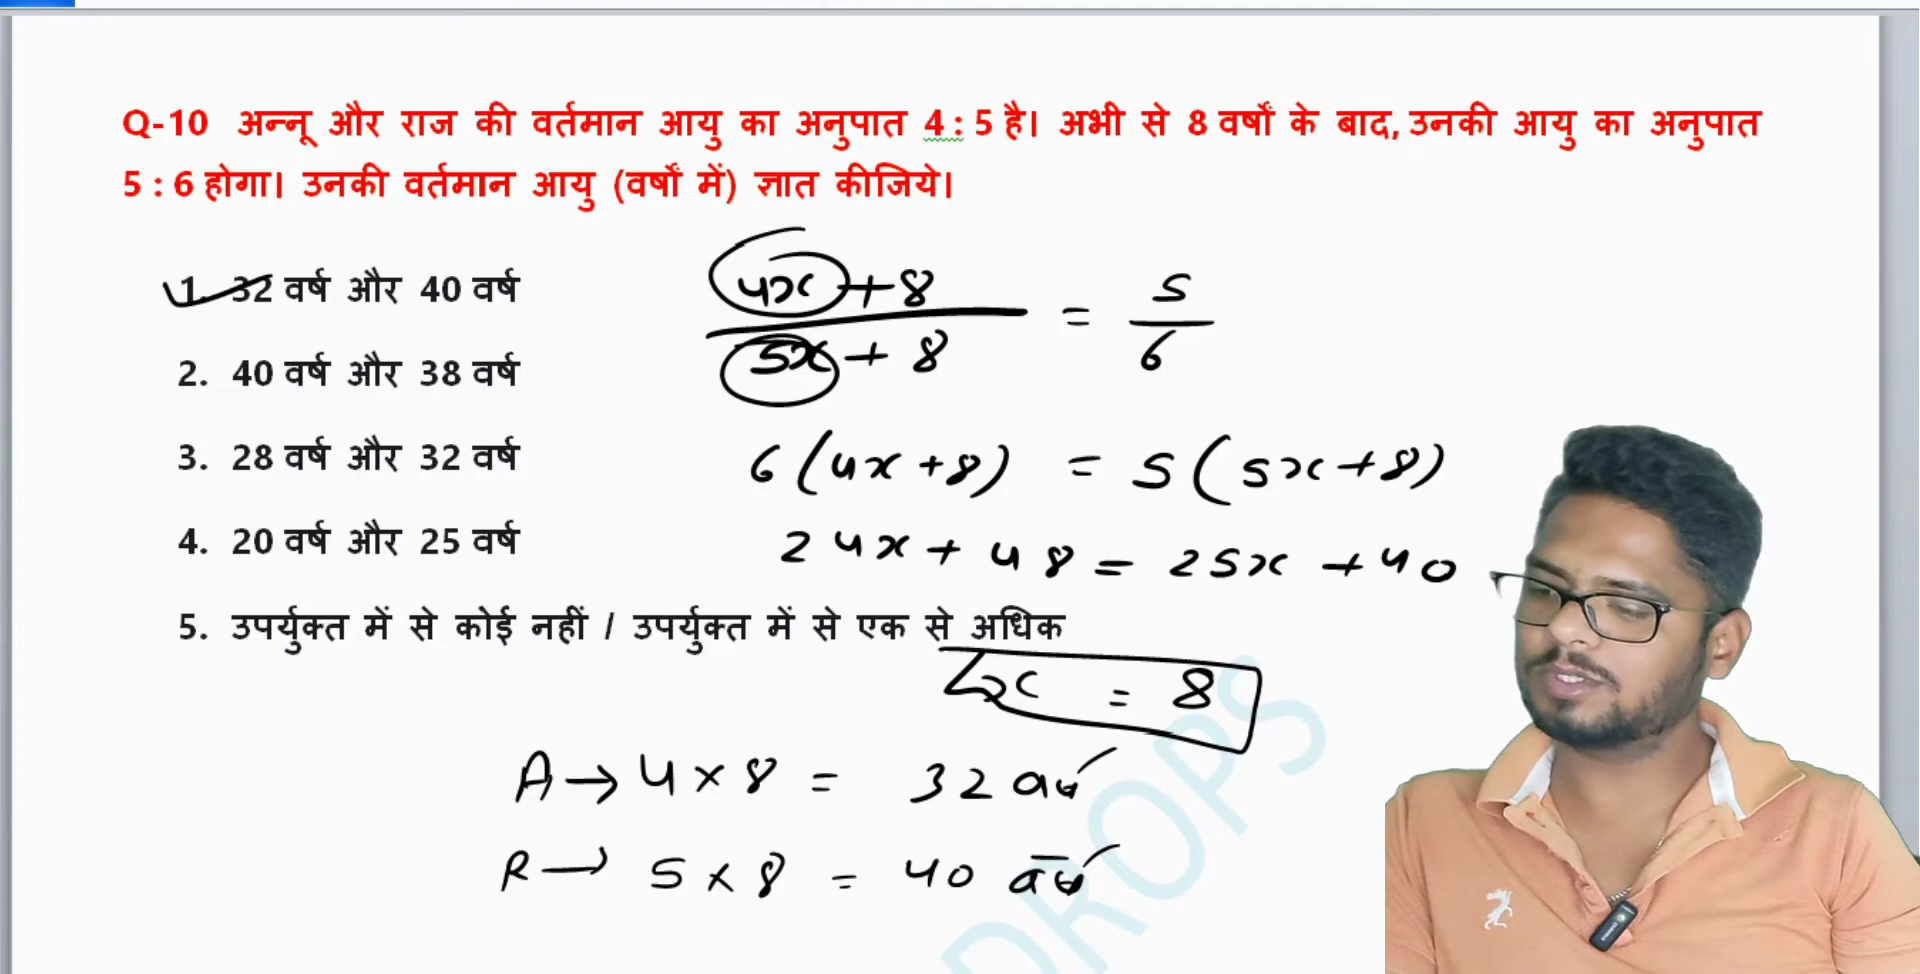 Q-10 अन्नू और राज की वर्तमान आयु का अनुपात 4 : 5 है। अभी से 8 वर्षों के बाद, उनकी आयु का अनुपात
5 : 6 होगा। उनकी वर्तमान आयु (वर्षों में) ज्ञात कीजिये।
1. 32 वर्ष और 40 वर्ष
2. 40 वर्ष और 38 वर्ष
3. 28 वर्ष और 32 वर्ष
4. 20 वर्ष और 25 वर्ष
5. उपर्युक्त में से कोई नहीं / उपर्युक्त में से एक से अधिक
4x + 8 = 5
5x + 8 6
6 (4x + 8) = 5 (5x + 8)
24x + 48 = 25x + 40
x = 8
A → 4 × 8 = 32 वर्ष
R → 5 × 8 = 40 वर्ष
DROPS